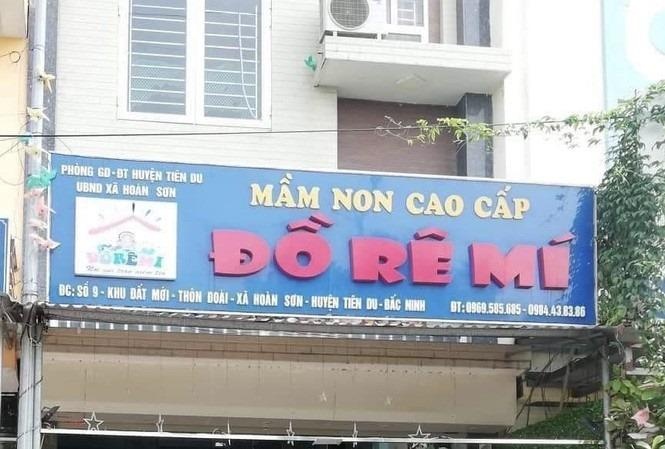 PHÒNG GD-ĐT HUYỆN TIÊN DU
UBND XÃ HOÀN SƠN
MẦM NON CAO CẤP
ĐỒ RÊ MÍ
ĐỒRÊMI
ĐC: SỐ 9 - KHU ĐẤT MỚI - THÔN ĐOÀI - XÃ HOÀN SƠN - HUYỆN TIÊN DU - BẮC NINH
ĐT: 0969.585.685 - 0984.43.83.86